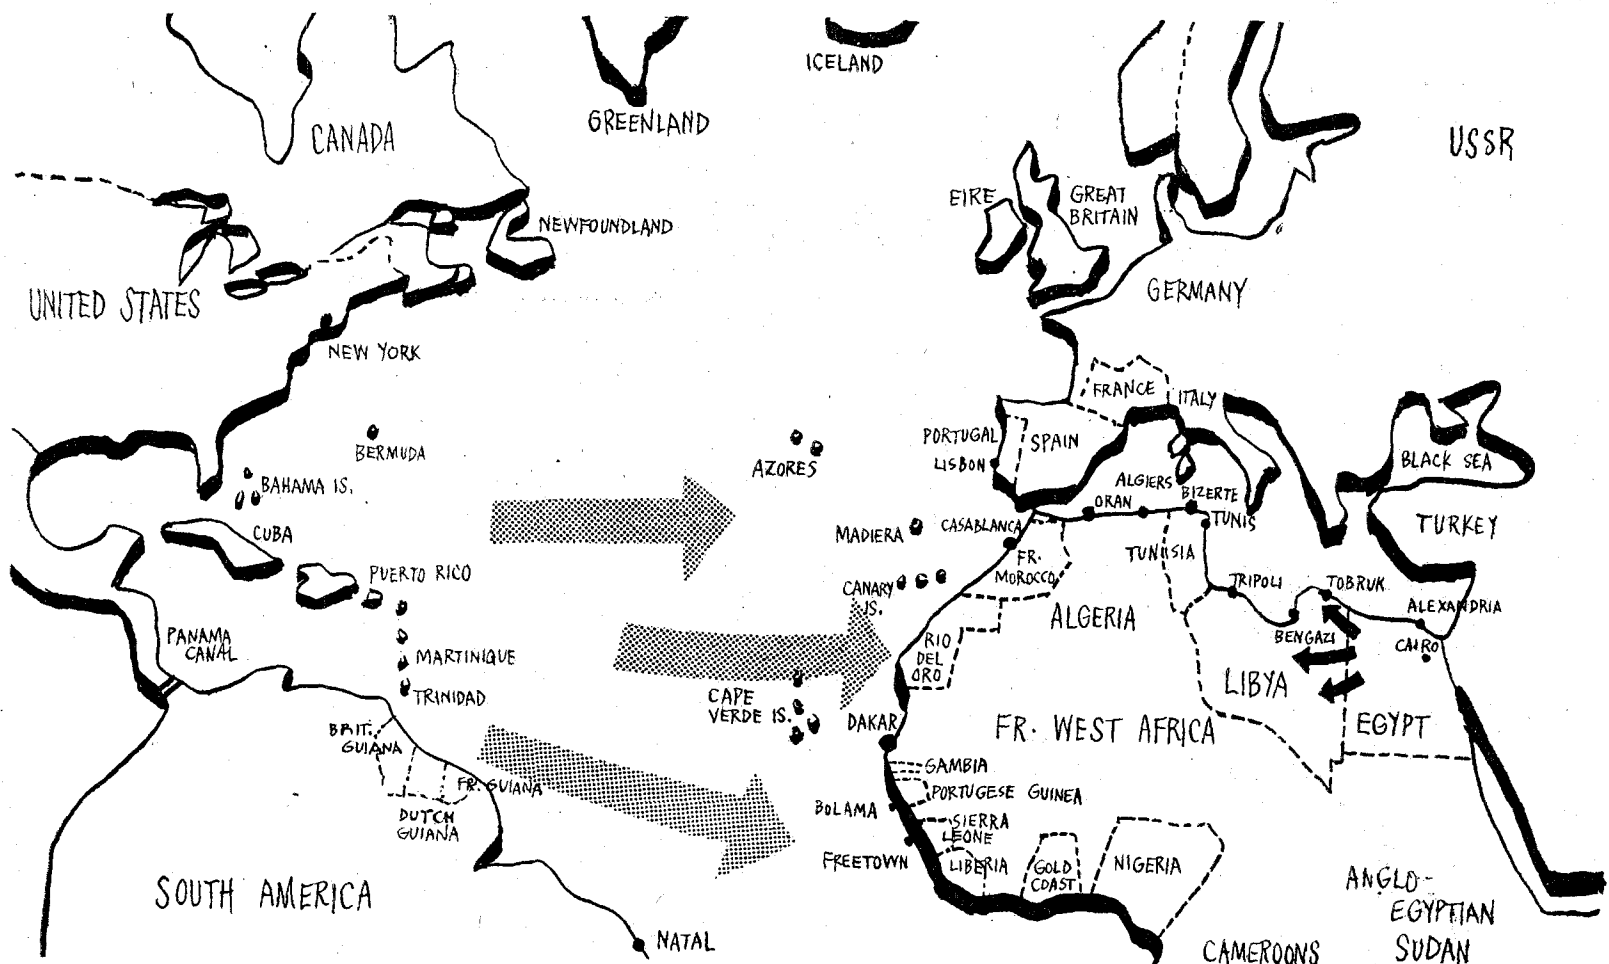 ICELAND
GREENLAND
CANADA
USSR
EIRE
GREAT
BRITAIN
NEWFOUNDLAND
UNITED STATES
GERMANY
NEW YORK
FRANCE
ITALY
BERMUDA
PORTUGAL
SPAIN
LISBON
AZORES
BLACK SEA
BAHAMA IS.
ALGIERS
BIZERTE
ORAN
TUNIS
CASABLANCA
MADIERA
TURKEY
CUBA
PUERTO RICO
FR.
MOROCCO
TUNISIA
CANARY
IS.
TRIPOLI
TOBRUK
ALEXANDRIA
ALGERIA
BENGAZI
CAIRO
PANAMA
CANAL
MARTINIQUE
RIO
DEL
ORO
LIBYA
TRINIDAD
CAPE
VERDE IS.
DAKAR
FR. WEST AFRICA
EGYPT
BRIT.
GUIANA
FR. GUIANA
DUTCH
GUIANA
GAMBIA
PORTUGESE GUINEA
BOLAMA
SIERRA
LEONE
FREETOWN
LIBERIA
GOLD
COAST
NIGERIA
SOUTH AMERICA
ANGLO-
EGYPTIAN
SUDAN
NATAL
CAMEROONS